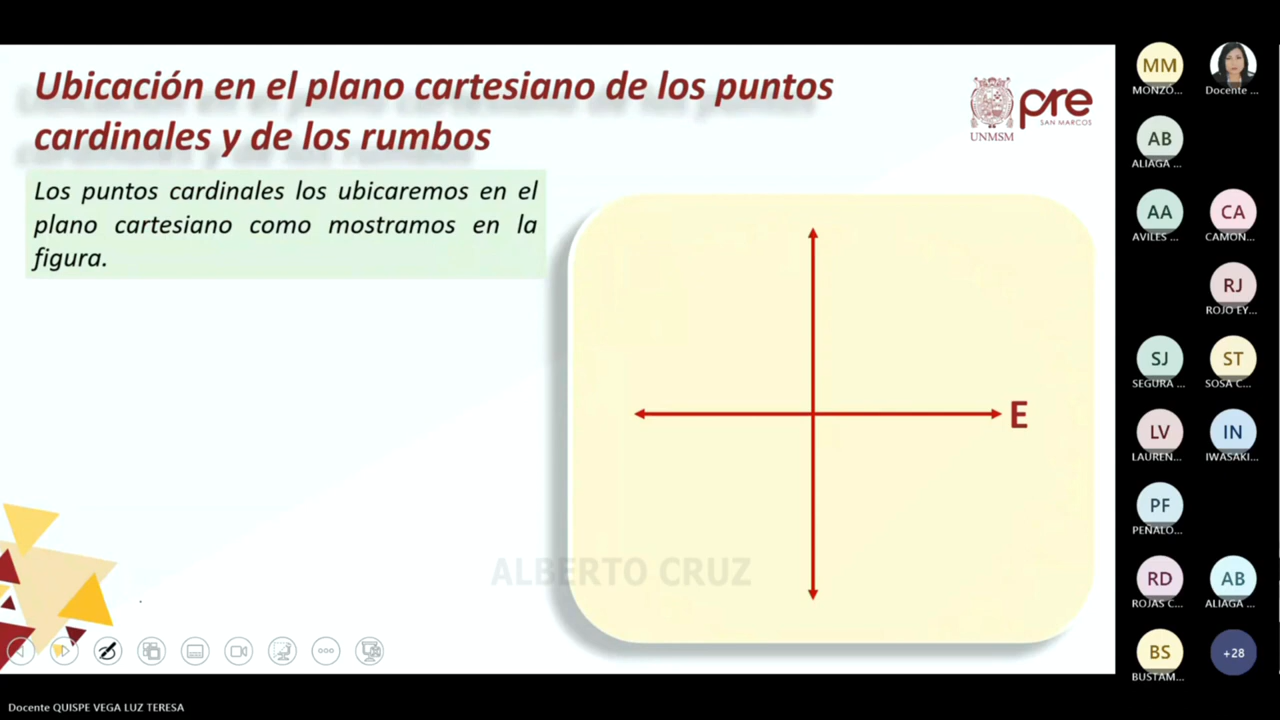 Ubicación en el plano cartesiano de los puntos
cardinales y de los rumbos
UNMSM
pre
SAN MARCOS
Los puntos cardinales los ubicaremos en el
plano cartesiano como mostramos en la
figura.
E
ALBERTO CRUZ
MM
MONZO...
Docente ...
AB
ALIAGA ...
AA
AVILES ...
CA
CAMON...
RJ
ROJO EY...
SJ
SEGURA ...
ST
SOSA C...
LV
LAUREN...
IN
IWASAKI...
PF
PEÑALO...
RD
ROJAS C...
AB
ALIAGA ...
BS
BUSTAM...
+28
Docente QUISPE VEGA LUZ TERESA